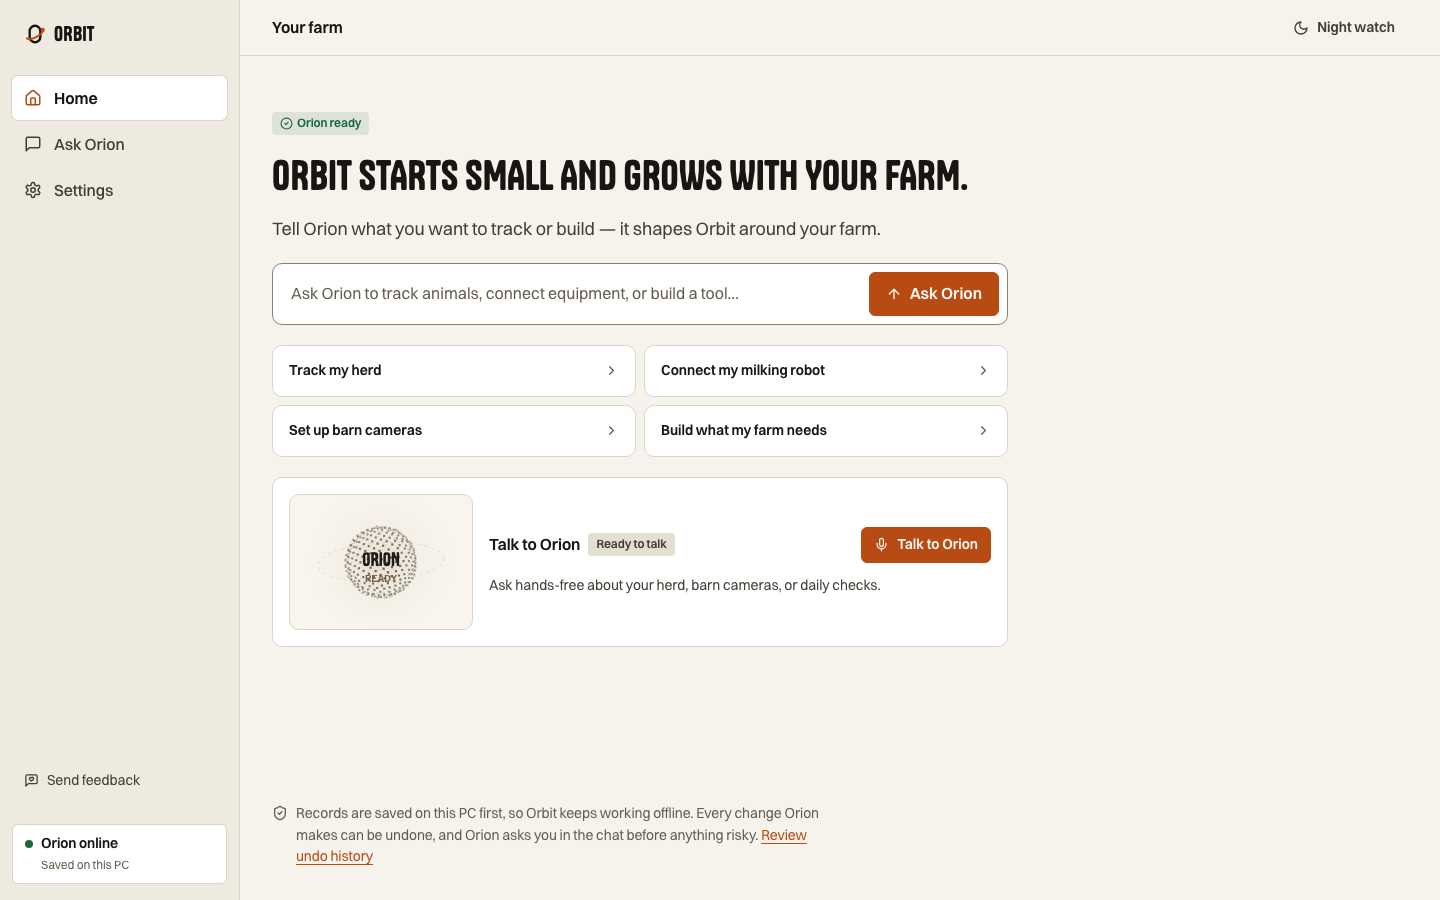 ORBIT
Your farm
Night watch
Home
Ask Orion
Settings
Orion ready
ORBIT STARTS SMALL AND GROWS WITH YOUR FARM.
Tell Orion what you want to track or build — it shapes Orbit around your farm.
Ask Orion to track animals, connect equipment, or build a tool...
Ask Orion
Track my herd
Connect my milking robot
Set up barn cameras
Build what my farm needs
ORION
READY
Talk to Orion
Ready to talk
Talk to Orion
Ask hands-free about your herd, barn cameras, or daily checks.
Send feedback
Orion online
Saved on this PC
Records are saved on this PC first, so Orbit keeps working offline. Every change Orion
makes can be undone, and Orion asks you in the chat before anything risky. Review
undo history